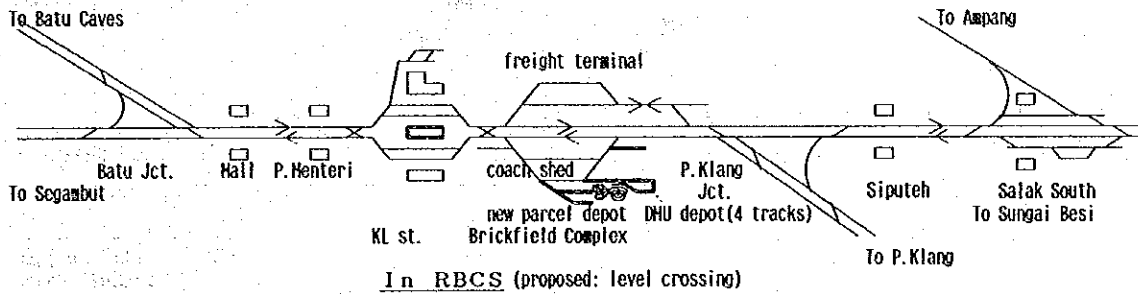 To Batu Caves
To Ampang
freight terminal
Batu Jct.
Hall
P.Henteri
coach shed
P.Klang
Jct.
Siputeh
Salak South
To Segambut
new parcel depot
DHU depot(4 tracks)
To Sungai Besi
KL st.
Brickfield Complex
To P.Klang
In RBCS (proposed: level crossing)